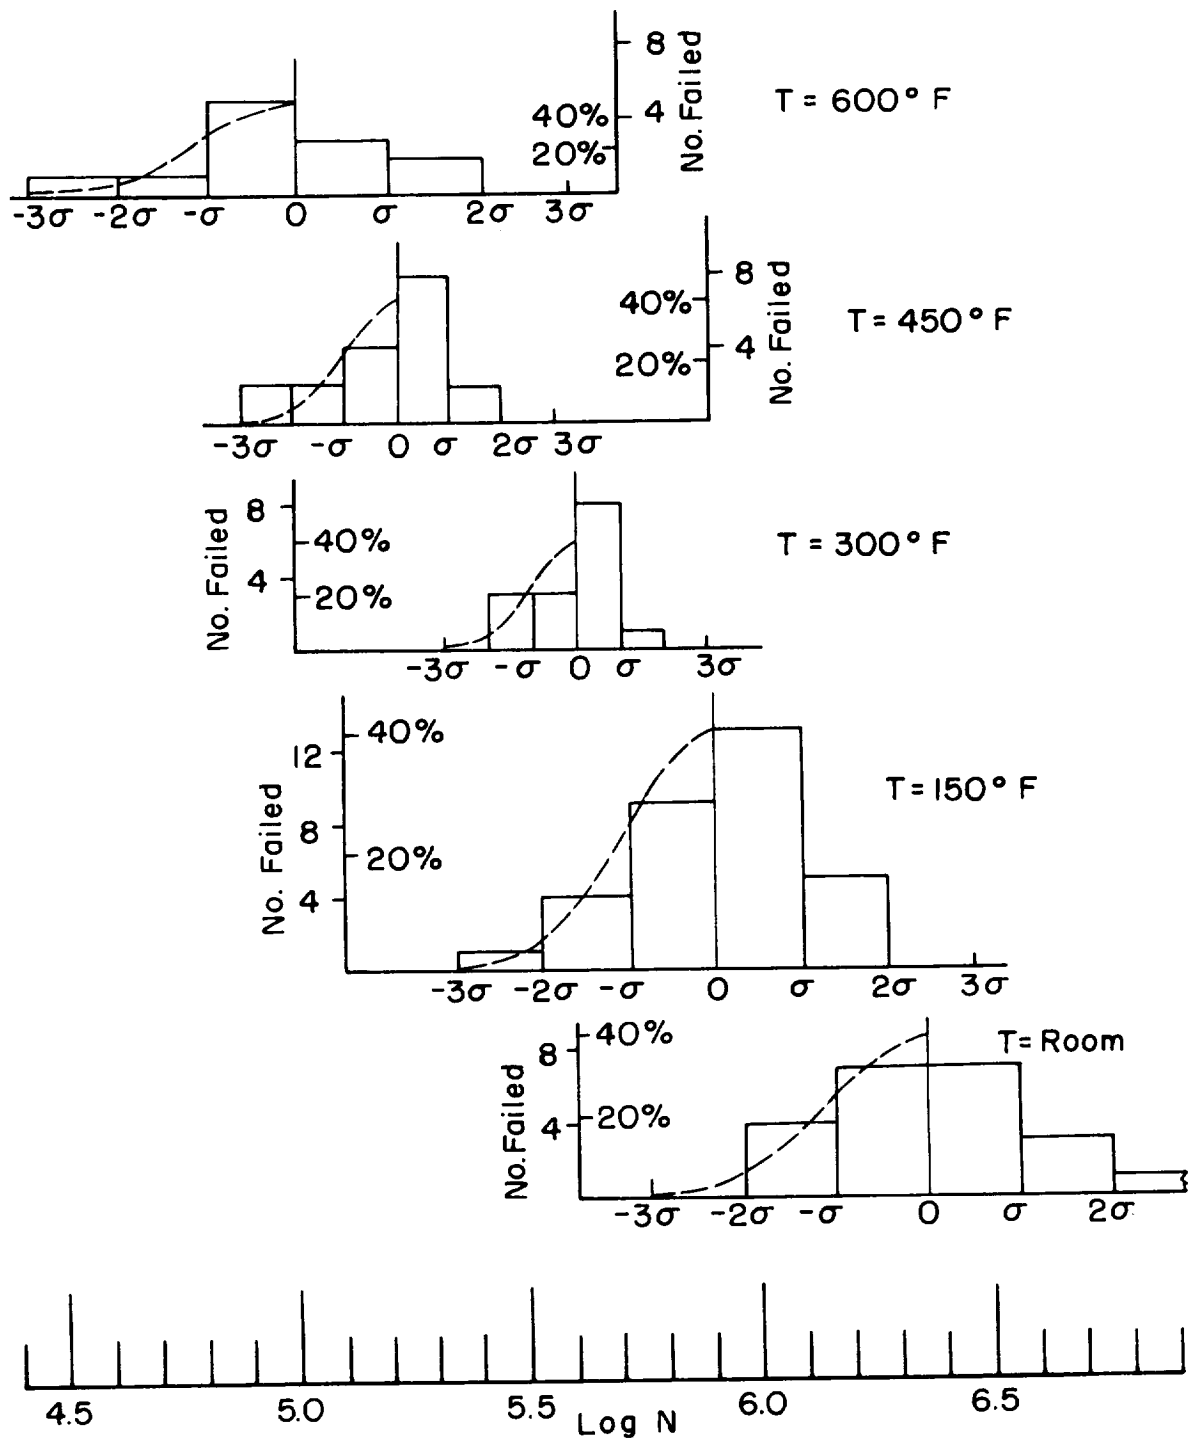 8
40% 4
20%
No. Failed
T = 600° F
-3σ -2σ -σ 0 σ 2σ 3σ
8
40%
4
20%
No. Failed
T = 450° F
-3σ -σ 0 σ 2σ 3σ
No. Failed
8
40%
4
20%
T = 300° F
-3σ -σ 0 σ 3σ
No. Failed
40%
12
8
20%
4
T = 150° F
-3σ -2σ -σ 0 σ 2σ 3σ
No. Failed
40%
8
20%
4
T = Room
-3σ -2σ -σ 0 σ 2σ
4.5 5.0 5.5 6.0 6.5
Log N